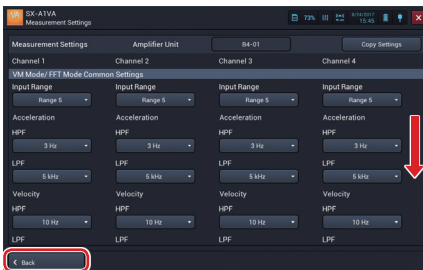 VA SX-A1VA
Measurement Settings
73%
8/24/2017
15:45
Measurement Settings Amplifier Unit B4-01 Copy Settings
Channel 1 Channel 2 Channel 3 Channel 4
VM Mode/ FFT Mode Common Settings
Input Range Input Range Input Range Input Range
Range 5 Range 5 Range 5 Range 5
Acceleration Acceleration Acceleration Acceleration
HPF HPF HPF HPF
3 Hz 3 Hz 3 Hz 3 Hz
LPF LPF LPF LPF
5 kHz 5 kHz 5 kHz 5 kHz
Velocity Velocity Velocity Velocity
HPF HPF HPF HPF
10 Hz 10 Hz 10 Hz 10 Hz
LPF LPF LPF LPF
Back